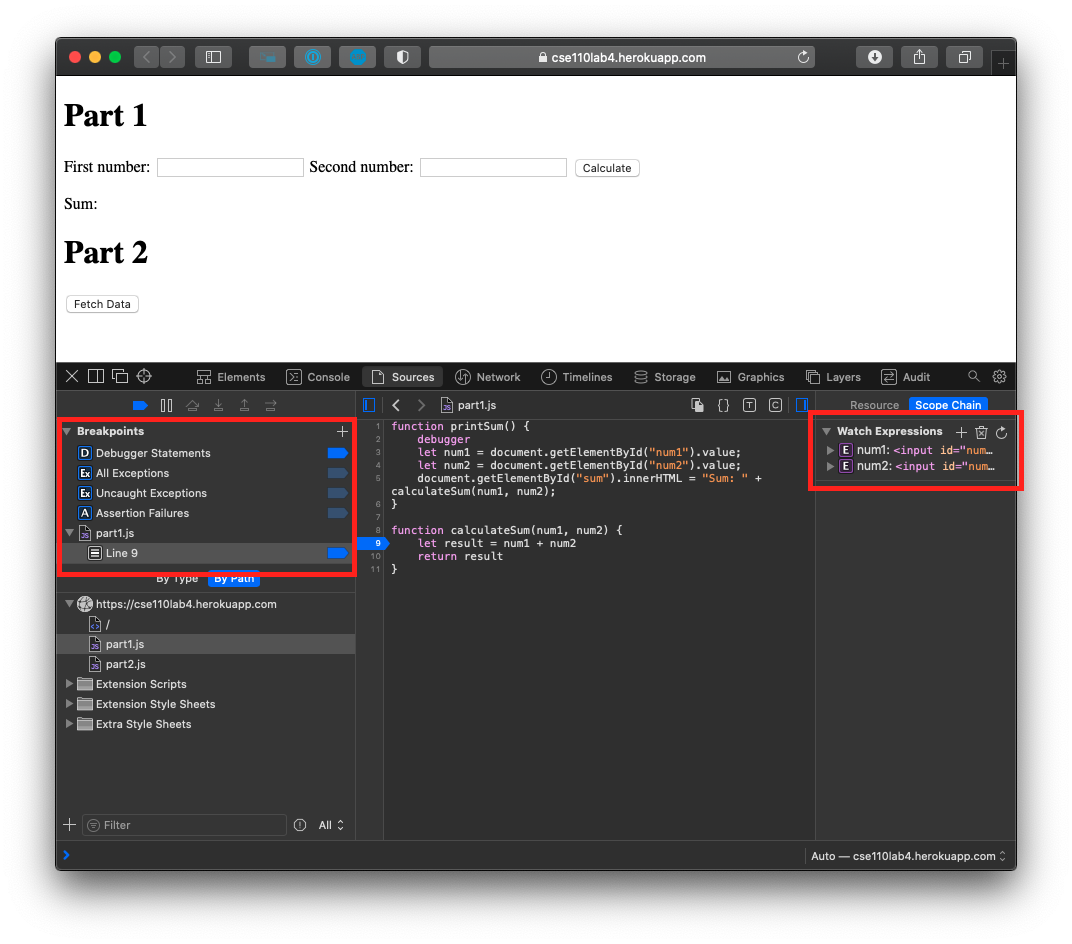 cse110lab4.herokuapp.com
Part 1
First number: Second number: Calculate
Sum:
Part 2
Fetch Data
Elements Console Sources Network Timelines Storage Graphics Layers Audit
part1.js
Resource Scope Chain
Breakpoints
D Debugger Statements
Ex All Exceptions
Ex Uncaught Exceptions
A Assertion Failures
part1.js
Line 9
By Type By Path
https://cse110lab4.herokuapp.com
/
part1.js
part2.js
Extension Scripts
Extension Style Sheets
Extra Style Sheets
Filter All
1 function printSum() {
2 debugger
3 let num1 = document.getElementById("num1").value;
4 let num2 = document.getElementById("num2").value;
5 document.getElementById("sum").innerHTML = "Sum: " +
calculateSum(num1, num2);
6 }
7
8 function calculateSum(num1, num2) {
9 let result = num1 + num2
10 return result
11 }
Watch Expressions
E num1: <input id="num…
E num2: <input id="num…
Auto — cse110lab4.herokuapp.com